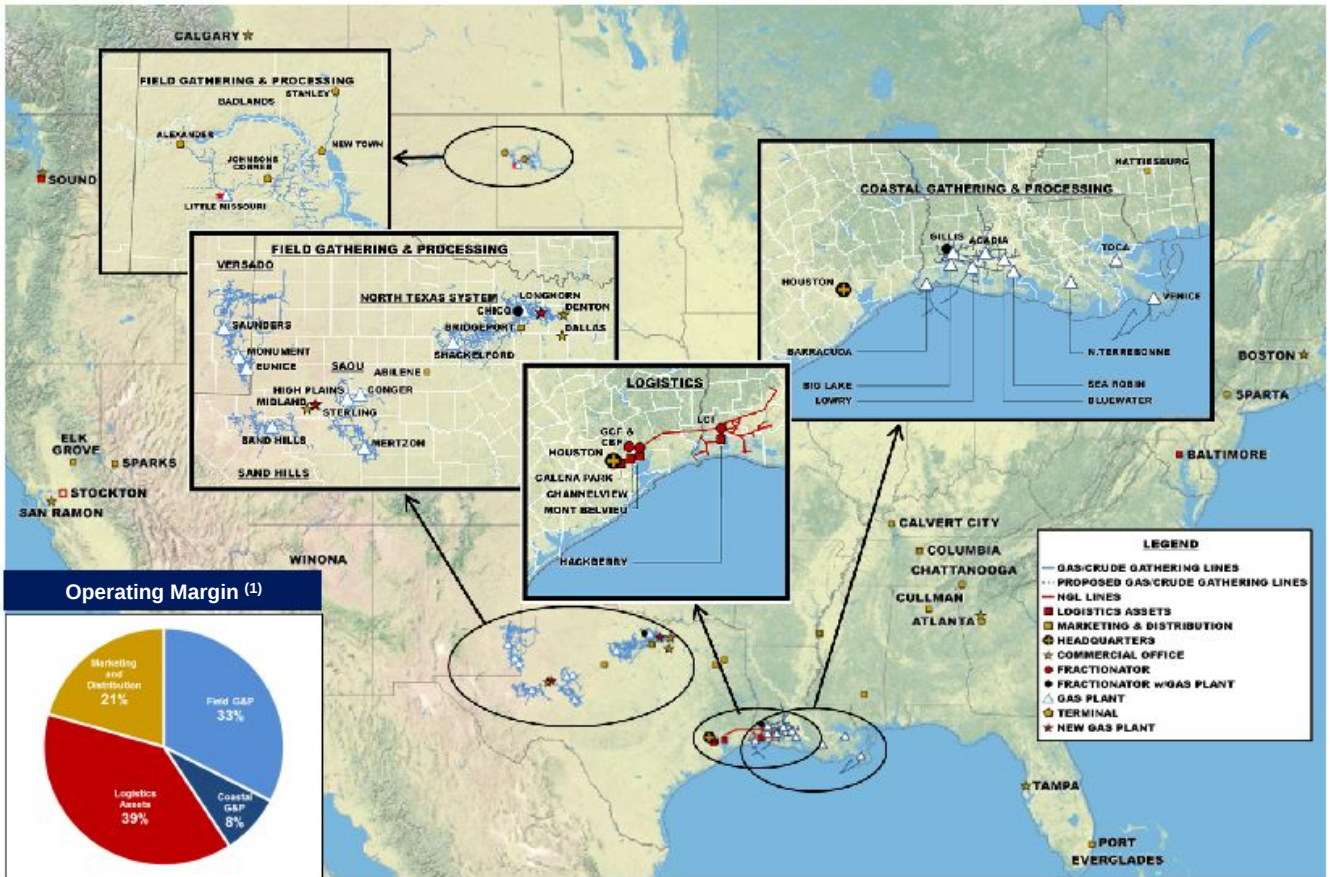 CALGARY
FIELD GATHERING & PROCESSING
STANLEY
BADLANDS
ALEXANDER
NEW TOWN
JOHNSONS
CORNER
LITTLE MISSOURI
SOUND
FIELD GATHERING & PROCESSING
VERSADO
NORTH TEXAS SYSTEM
LONGHORN
CHICO
DENTON
BRIDGEPORT
DALLAS
SAUNDERS
SHACKELFORD
MONUMENT
EUNICE
SAOU
ABILENE
HIGH PLAINS
CONGER
MIDLAND
STERLING
SAND HILLS
MERTZON
SAND HILLS
COASTAL GATHERING & PROCESSING
HATTIESBURG
GILLIS
ACADIA
TOCA
HOUSTON
VENICE
BARRACUDA
N.TERREBONNE
BIG LAKE
SEA ROBIN
LOWRY
BLUEWATER
LOGISTICS
LCF
GCF &
CBF
HOUSTON
GALENA PARK
CHANNELVIEW
MONT BELVIEU
HACKBERRY
BOSTON
SPARTA
BALTIMORE
ELK
GROVE
SPARKS
STOCKTON
SAN RAMON
WINONA
CALVERT CITY
COLUMBIA
CHATTANOOGA
CULLMAN
ATLANTA
TAMPA
PORT
EVERGLADES
LEGEND
GAS/CRUDE GATHERING LINES
PROPOSED GAS/CRUDE GATHERING LINES
NGL LINES
LOGISTICS ASSETS
MARKETING & DISTRIBUTION
HEADQUARTERS
COMMERCIAL OFFICE
FRACTIONATOR
FRACTIONATOR w/GAS PLANT
GAS PLANT
TERMINAL
NEW GAS PLANT
Operating Margin (1)
Marketing
and
Distribution
21%
Field G&P
33%
Logistics
Assets
39%
Coastal
G&P
8%